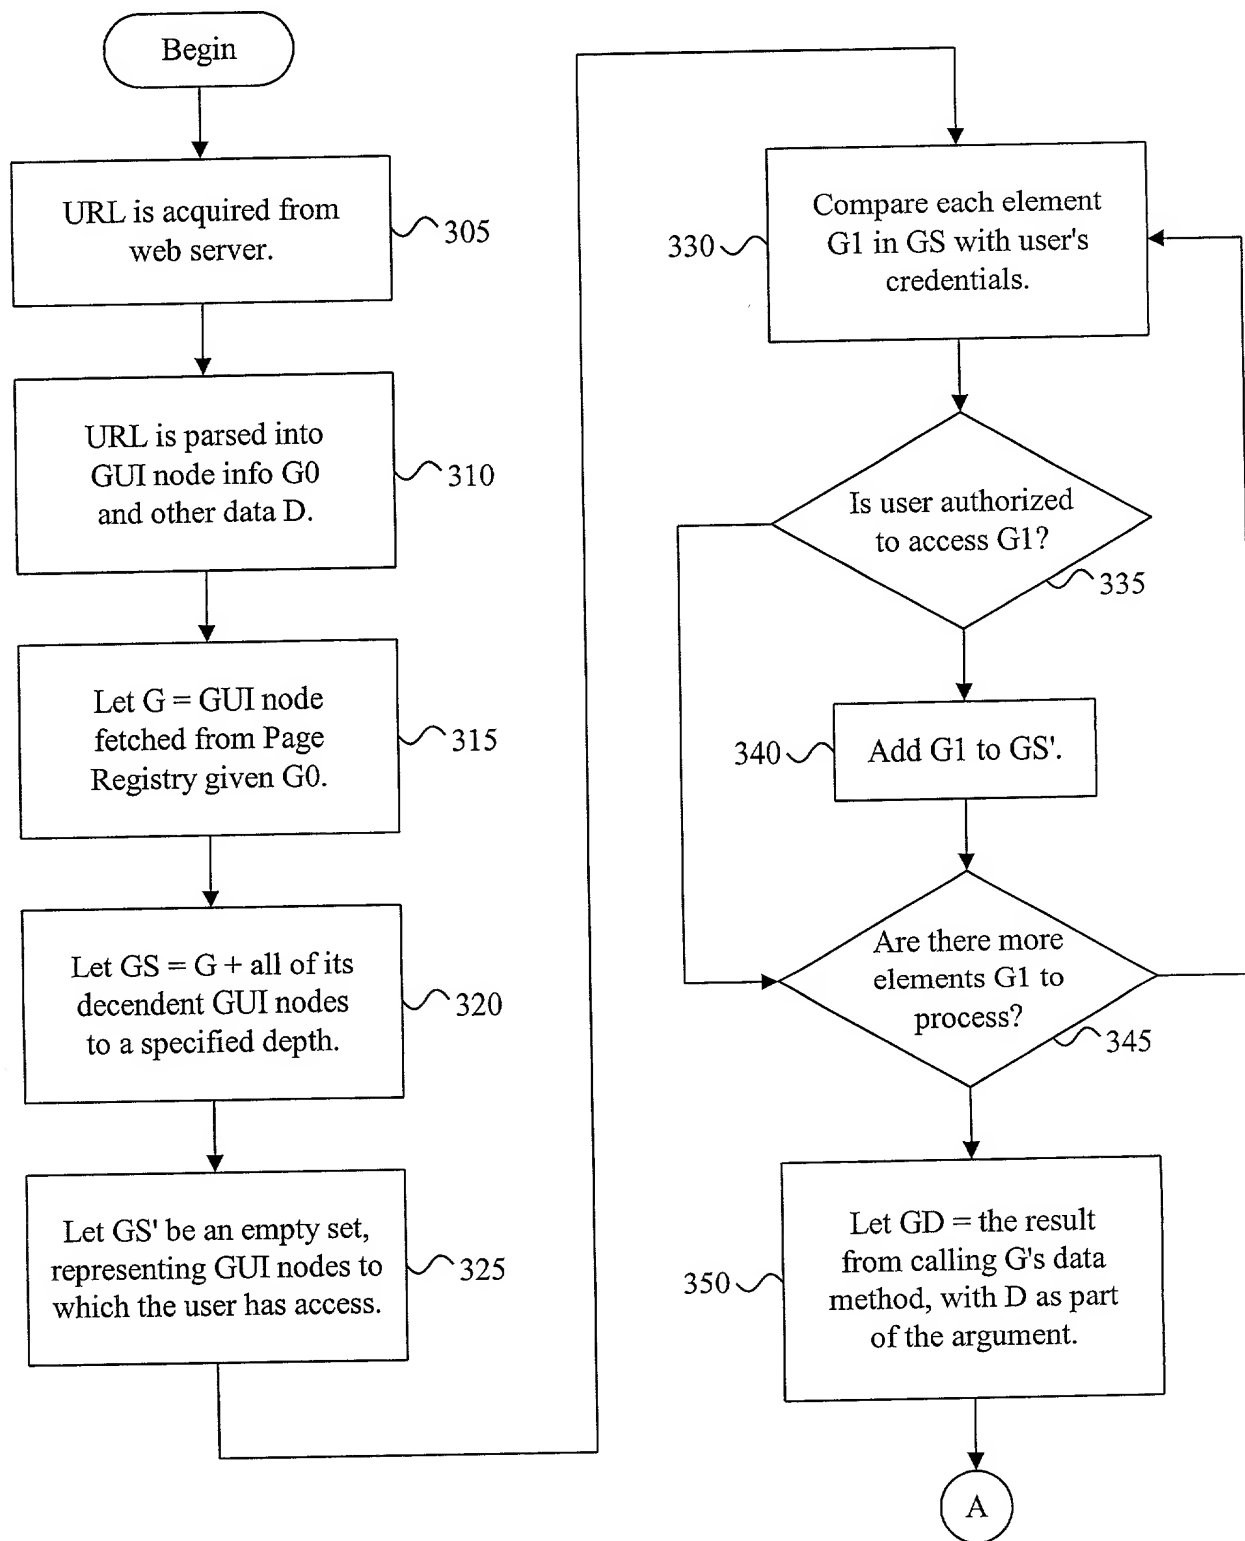 Begin
URL is acquired from
web server.
305
URL is parsed into
GUI node info G0
and other data D.
310
Let G = GUI node
fetched from Page
Registry given G0.
315
Let GS = G + all of its
decendent GUI nodes
to a specified depth.
320
Let GS' be an empty set,
representing GUI nodes to
which the user has access.
325
Compare each element
G1 in GS with user's
credentials.
330
Is user authorized
to access G1?
335
Add G1 to GS'.
340
Are there more
elements G1 to
process?
345
Let GD = the result
from calling G's data
method, with D as part
of the argument.
350
A